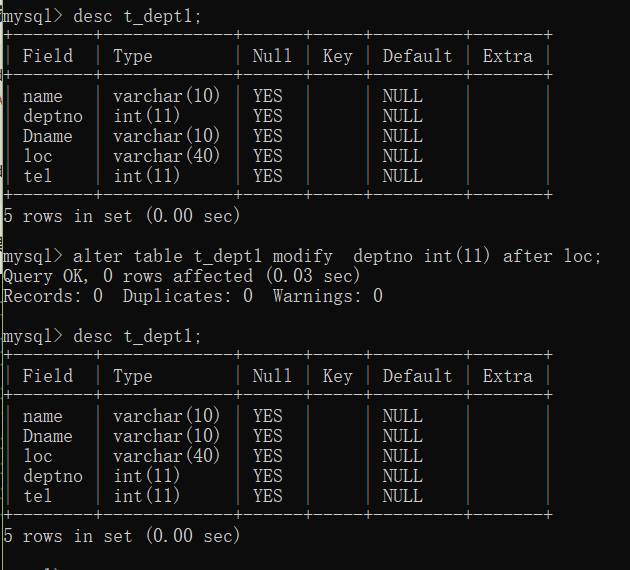 mysql> desc t_dept1;
+--------+-------------+------+-----+---------+-------+
| Field  | Type        | Null | Key | Default | Extra |
+--------+-------------+------+-----+---------+-------+
| name   | varchar(10) | YES  |     | NULL    |       |
| deptno | int(11)     | YES  |     | NULL    |       |
| Dname  | varchar(10) | YES  |     | NULL    |       |
| loc    | varchar(40) | YES  |     | NULL    |       |
| tel    | int(11)     | YES  |     | NULL    |       |
+--------+-------------+------+-----+---------+-------+
5 rows in set (0.00 sec)
mysql> alter table t_dept1 modify  deptno int(11) after loc;
Query OK, 0 rows affected (0.03 sec)
Records: 0  Duplicates: 0  Warnings: 0
mysql> desc t_dept1;
+--------+-------------+------+-----+---------+-------+
| Field  | Type        | Null | Key | Default | Extra |
+--------+-------------+------+-----+---------+-------+
| name   | varchar(10) | YES  |     | NULL    |       |
| Dname  | varchar(10) | YES  |     | NULL    |       |
| loc    | varchar(40) | YES  |     | NULL    |       |
| deptno | int(11)     | YES  |     | NULL    |       |
| tel    | int(11)     | YES  |     | NULL    |       |
+--------+-------------+------+-----+---------+-------+
5 rows in set (0.00 sec)